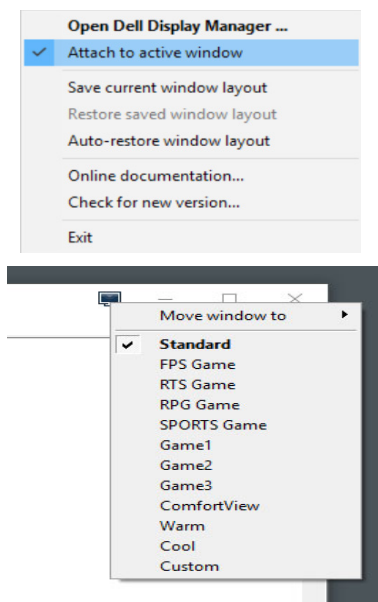 Open Dell Display Manager ...
Attach to active window
Save current window layout
Restore saved window layout
Auto-restore window layout
Online documentation...
Check for new version...
Exit
Move window to
Standard
FPS Game
RTS Game
RPG Game
SPORTS Game
Game1
Game2
Game3
ComfortView
Warm
Cool
Custom